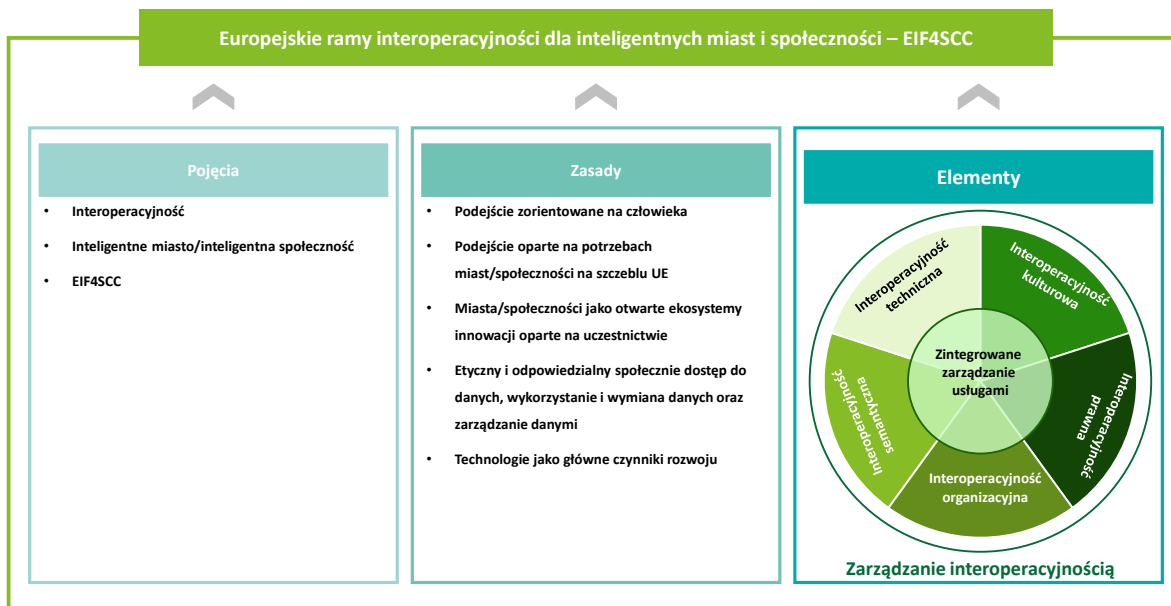 Europejskie ramy interoperacyjności dla inteligentnych miast i społeczności – EIF4SCC
Pojęcia
• Interoperacyjność
• Inteligentne miasto/inteligentna społeczność
• EIF4SCC
Zasady
• Podejście zorientowane na człowieka
• Podejście oparte na potrzebach
miast/społeczności na szczeblu UE
• Miasta/społeczności jako otwarte ekosystemy
innowacji oparte na uczestnictwie
• Etyczny i odpowiedzialny społecznie dostęp do
danych, wykorzystanie i wymiana danych oraz
zarządzanie danymi
• Technologie jako główne czynniki rozwoju
Elementy
Interoperacyjność
techniczna
Interoperacyjność
kulturowa
Interoperacyjność
prawna
Interoperacyjność
organizacyjna
Interoperacyjność
semantyczna
Zintegrowane
zarządzanie
usługami
Zarządzanie interoperacyjnością